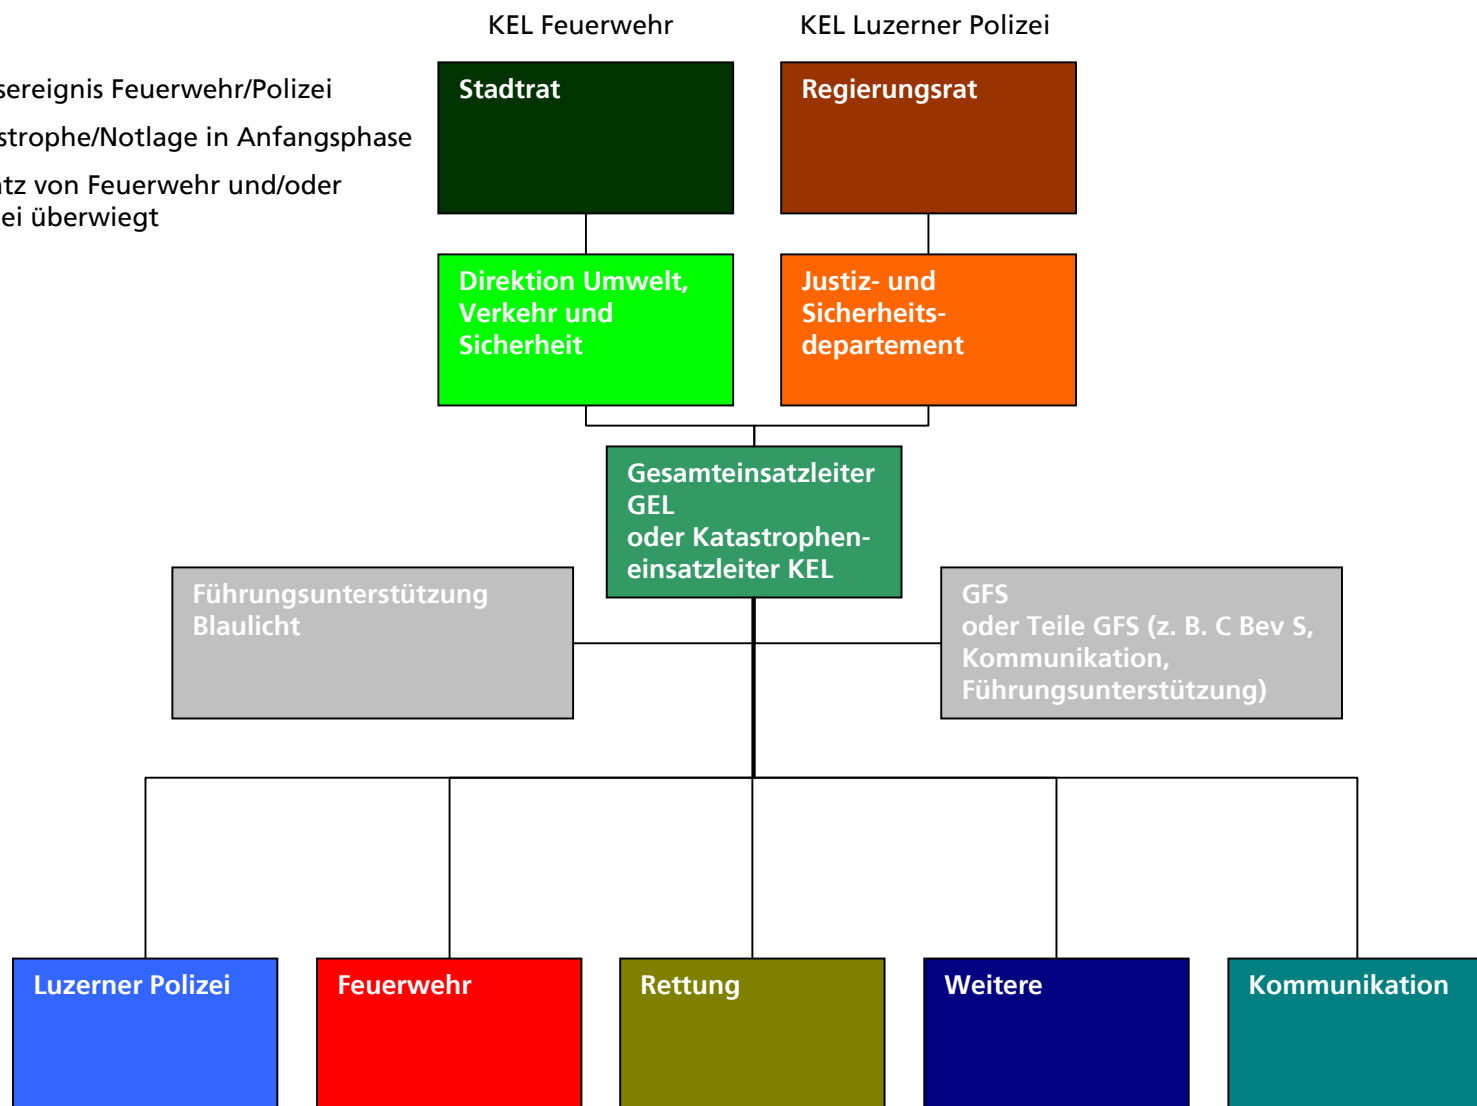 KEL Feuerwehr
KEL Luzerner Polizei
sereignis Feuerwehr/Polizei
strophe/Notlage in Anfangsphase
tz von Feuerwehr und/oder
ei überwiegt
Stadtrat
Regierungsrat
Direktion Umwelt,
Verkehr und
Sicherheit
Justiz- und
Sicherheits-
departement
Gesamteinsatzleiter
GEL
oder Katastrophen-
einsatzleiter KEL
Führungsunterstützung
Blaulicht
GFS
oder Teile GFS (z. B. C Bev S,
Kommunikation,
Führungsunterstützung)
Luzerner Polizei
Feuerwehr
Rettung
Weitere
Kommunikation